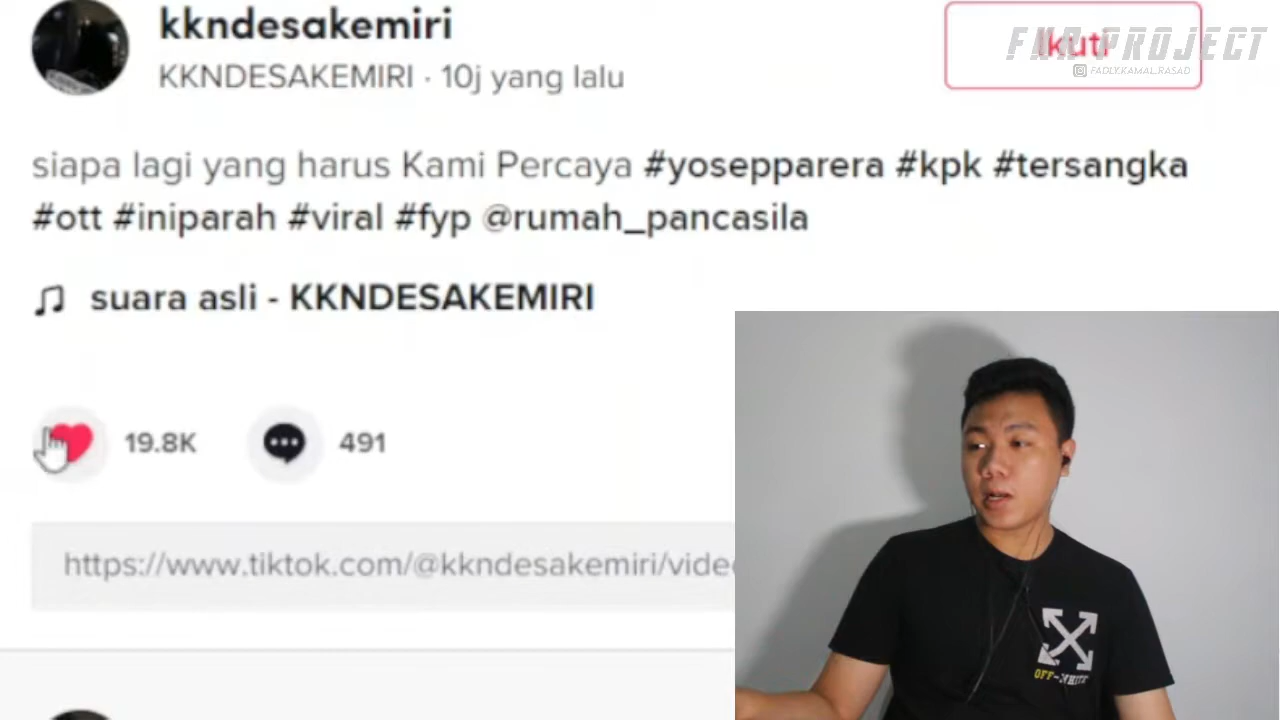 kkndesakemiri
KKNDESAKEMIRI · 10j yang lalu
Ikuti
FKR PROJECT
FADLY.KAMAL.RASAD
siapa lagi yang harus Kami Percaya #yosepparera #kpk #tersangka
#ott #iniparah #viral #fyp @rumah_pancasila
suara asli - KKNDESAKEMIRI
19.8K
491
https://www.tiktok.com/@kkndesakemiri/vide
OFF-WHITE